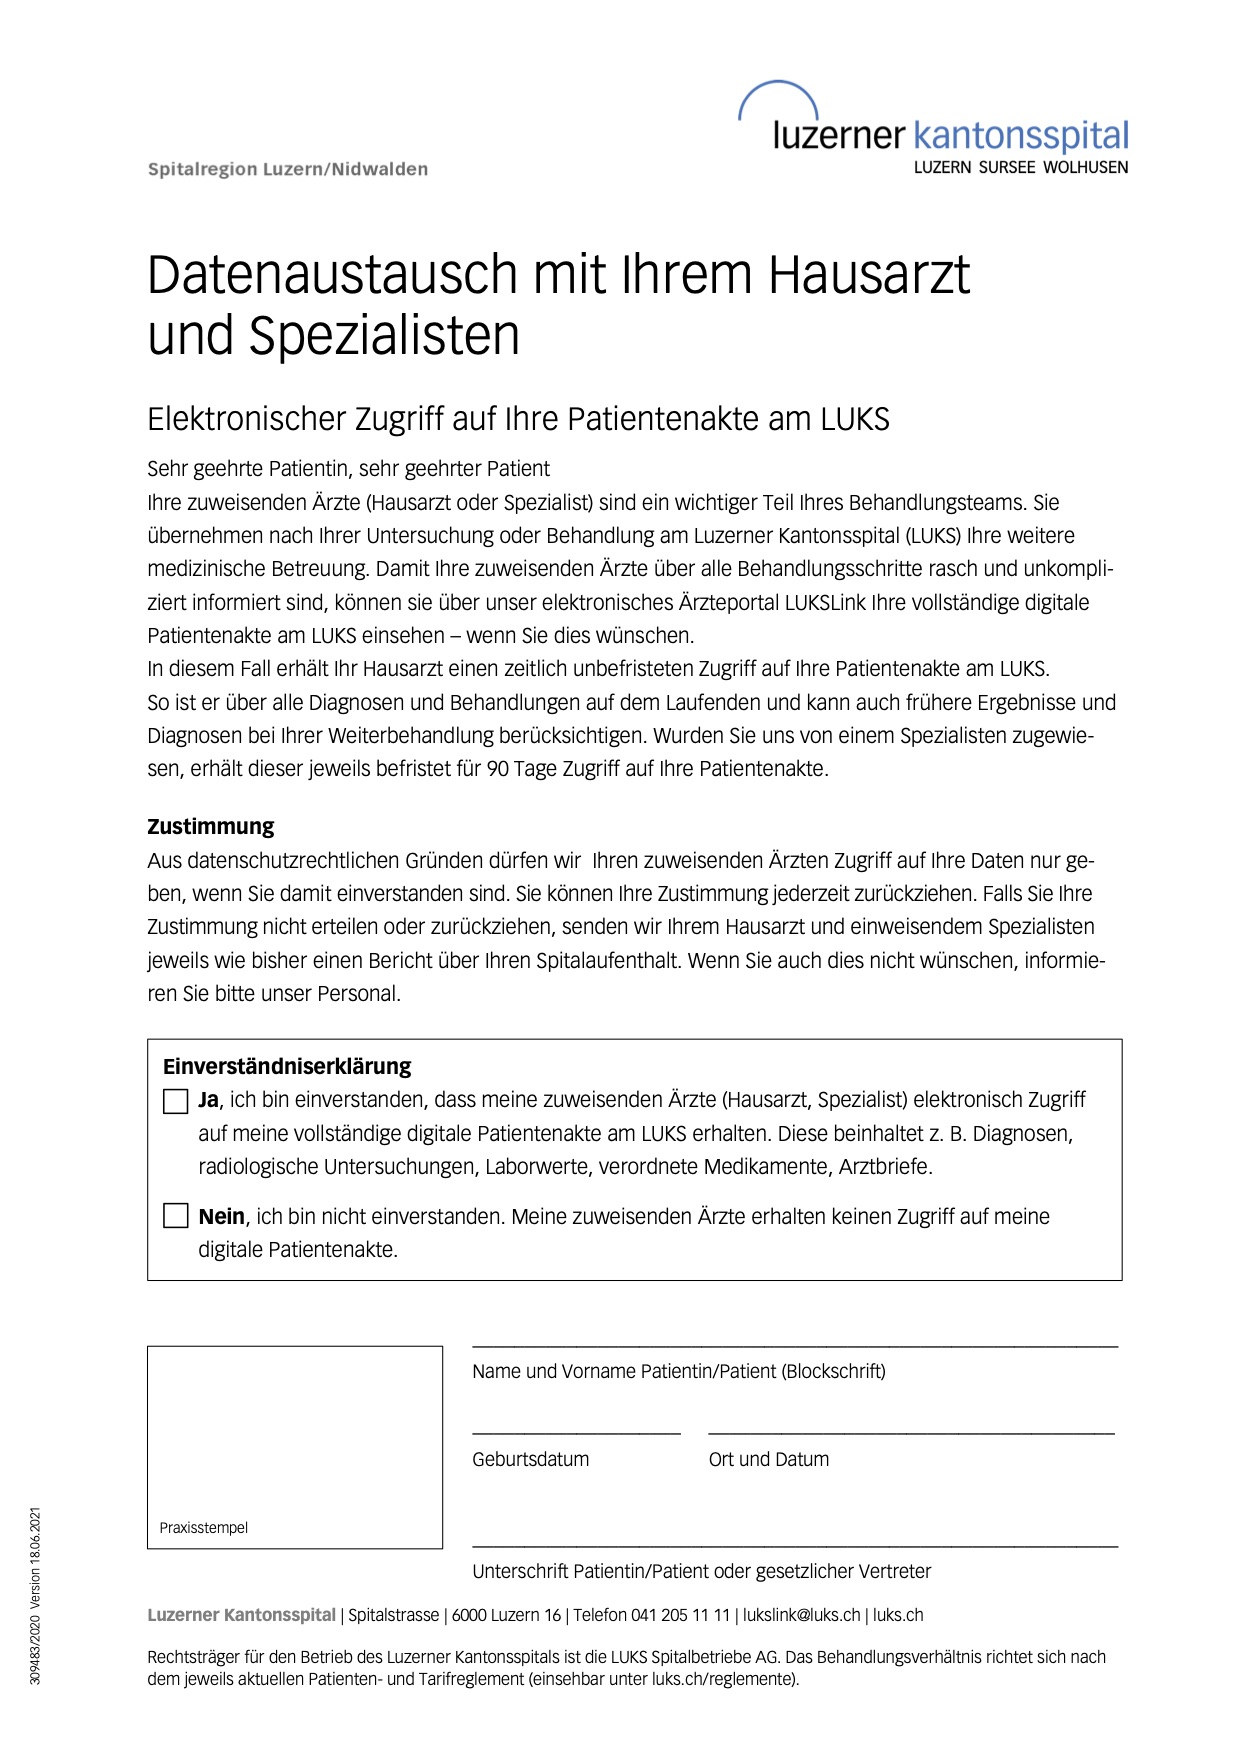 luzerner kantonsspital
LUZERN SURSEE WOLHUSEN
Spitalregion Luzern/Nidwalden
Datenaustausch mit Ihrem Hausarzt
und Spezialisten
Elektronischer Zugriff auf Ihre Patientenakte am LUKS
Sehr geehrte Patientin, sehr geehrter Patient
Ihre zuweisenden Ärzte (Hausarzt oder Spezialist) sind ein wichtiger Teil Ihres Behandlungsteams. Sie
übernehmen nach Ihrer Untersuchung oder Behandlung am Luzerner Kantonsspital (LUKS) Ihre weitere
medizinische Betreuung. Damit Ihre zuweisenden Ärzte über alle Behandlungsschritte rasch und unkompli-
ziert informiert sind, können sie über unser elektronisches Ärzteportal LUKSLink Ihre vollständige digitale
Patientenakte am LUKS einsehen – wenn Sie dies wünschen.
In diesem Fall erhält Ihr Hausarzt einen zeitlich unbefristeten Zugriff auf Ihre Patientenakte am LUKS.
So ist er über alle Diagnosen und Behandlungen auf dem Laufenden und kann auch frühere Ergebnisse und
Diagnosen bei Ihrer Weiterbehandlung berücksichtigen. Wurden Sie uns von einem Spezialisten zugewie-
sen, erhält dieser jeweils befristet für 90 Tage Zugriff auf Ihre Patientenakte.
Zustimmung
Aus datenschutzrechtlichen Gründen dürfen wir  Ihren zuweisenden Ärzten Zugriff auf Ihre Daten nur ge-
ben, wenn Sie damit einverstanden sind. Sie können Ihre Zustimmung jederzeit zurückziehen. Falls Sie Ihre
Zustimmung nicht erteilen oder zurückziehen, senden wir Ihrem Hausarzt und einweisendem Spezialisten
jeweils wie bisher einen Bericht über Ihren Spitalaufenthalt. Wenn Sie auch dies nicht wünschen, informie-
ren Sie bitte unser Personal.
Einverständniserklärung
Ja, ich bin einverstanden, dass meine zuweisenden Ärzte (Hausarzt, Spezialist) elektronisch Zugriff
auf meine vollständige digitale Patientenakte am LUKS erhalten. Diese beinhaltet z. B. Diagnosen,
radiologische Untersuchungen, Laborwerte, verordnete Medikamente, Arztbriefe.
Nein, ich bin nicht einverstanden. Meine zuweisenden Ärzte erhalten keinen Zugriff auf meine
digitale Patientenakte.
Name und Vorname Patientin/Patient (Blockschrift)
Geburtsdatum
Ort und Datum
Praxisstempel
Unterschrift Patientin/Patient oder gesetzlicher Vertreter
Luzerner Kantonsspital | Spitalstrasse | 6000 Luzern 16 | Telefon 041 205 11 11 | lukslink@luks.ch | luks.ch
Rechtsträger für den Betrieb des Luzerner Kantonsspitals ist die LUKS Spitalbetriebe AG. Das Behandlungsverhältnis richtet sich nach
dem jeweils aktuellen Patienten- und Tarifreglement (einsehbar unter luks.ch/reglemente).
309483/2020 Version 18.06.2021